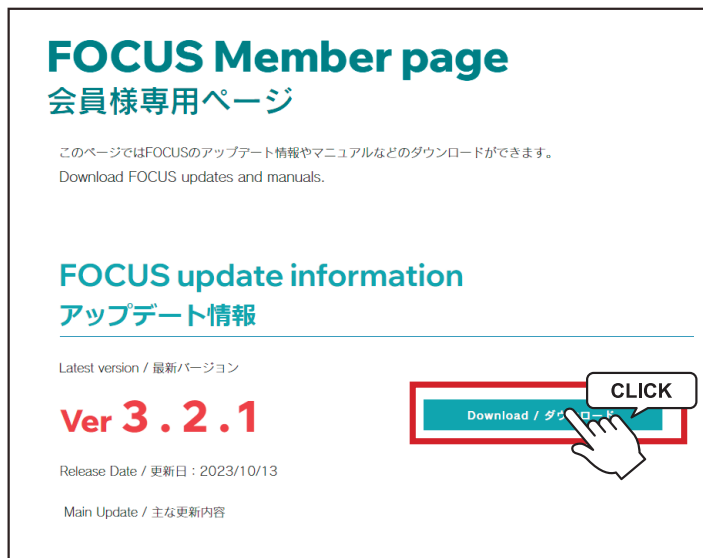 FOCUS Member page
会員様専用ページ
このページではFOCUSのアップデート情報やマニュアルなどのダウンロードができます。
Download FOCUS updates and manuals.
FOCUS update information
アップデート情報
Latest version / 最新バージョン
Ver 3.2.1
CLICK
Download / ダウンロード
Release Date / 更新日：2023/10/13
Main Update / 主な更新内容